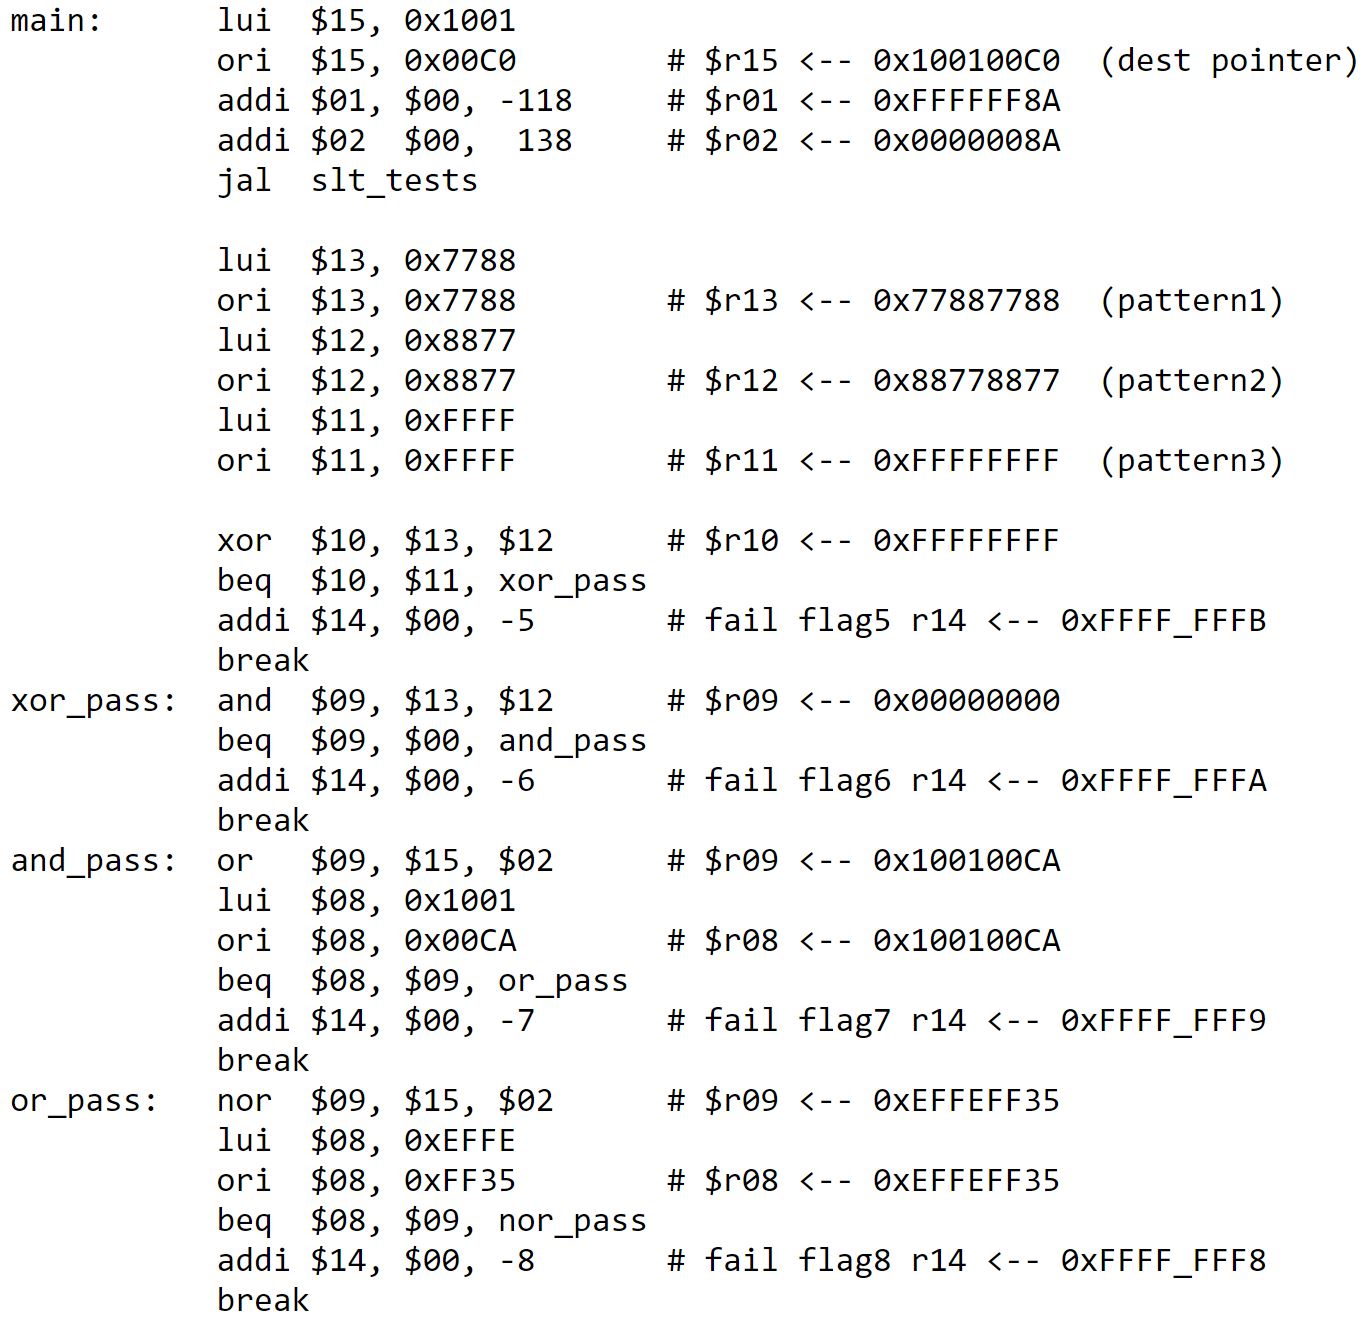 main:       lui  $15, 0x1001
            ori  $15, 0x00C0        # $r15 <-- 0x100100C0  (dest pointer)
            addi $01, $00, -118     # $r01 <-- 0xFFFFFF8A
            addi $02  $00,  138     # $r02 <-- 0x0000008A
            jal  slt_tests

            lui  $13, 0x7788
            ori  $13, 0x7788        # $r13 <-- 0x77887788  (pattern1)
            lui  $12, 0x8877
            ori  $12, 0x8877        # $r12 <-- 0x88778877  (pattern2)
            lui  $11, 0xFFFF
            ori  $11, 0xFFFF        # $r11 <-- 0xFFFFFFFF  (pattern3)

            xor  $10, $13, $12      # $r10 <-- 0xFFFFFFFF
            beq  $10, $11, xor_pass
            addi $14, $00, -5       # fail flag5 r14 <-- 0xFFFF_FFFB
            break
xor_pass:   and  $09, $13, $12      # $r09 <-- 0x00000000
            beq  $09, $00, and_pass
            addi $14, $00, -6       # fail flag6 r14 <-- 0xFFFF_FFFA
            break
and_pass:   or   $09, $15, $02      # $r09 <-- 0x100100CA
            lui  $08, 0x1001
            ori  $08, 0x00CA        # $r08 <-- 0x100100CA
            beq  $08, $09, or_pass
            addi $14, $00, -7       # fail flag7 r14 <-- 0xFFFF_FFF9
            break
or_pass:    nor  $09, $15, $02      # $r09 <-- 0xEFFEFF35
            lui  $08, 0xEFFE
            ori  $08, 0xFF35        # $r08 <-- 0xEFFEFF35
            beq  $08, $09, nor_pass
            addi $14, $00, -8       # fail flag8 r14 <-- 0xFFFF_FFF8
            break